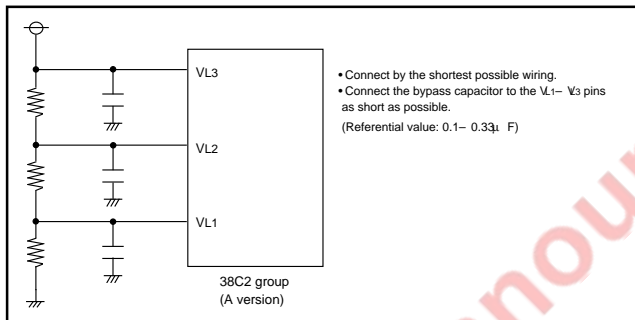 VL3
• Connect by the shortest possible wiring.
• Connect the bypass capacitor to the VL1– VL3 pins
as short as possible.
(Referential value: 0.1– 0.33μ F)
VL2
VL1
38C2 group
(A version)
noun